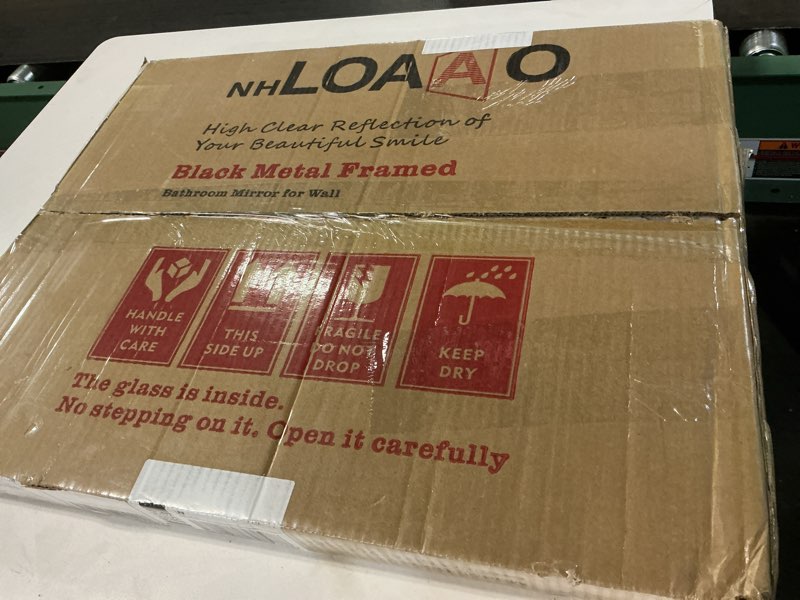 NHLOAAO
High Clear Reflection of
Your Beautiful Smile
Black Metal Framed
Bathroom Mirror for Wall
HANDLE
WITH
CARE
THIS
SIDE UP
FRAGILE
DO NOT
DROP
KEEP
DRY
The glass is inside.
No stepping on it. Open it carefully